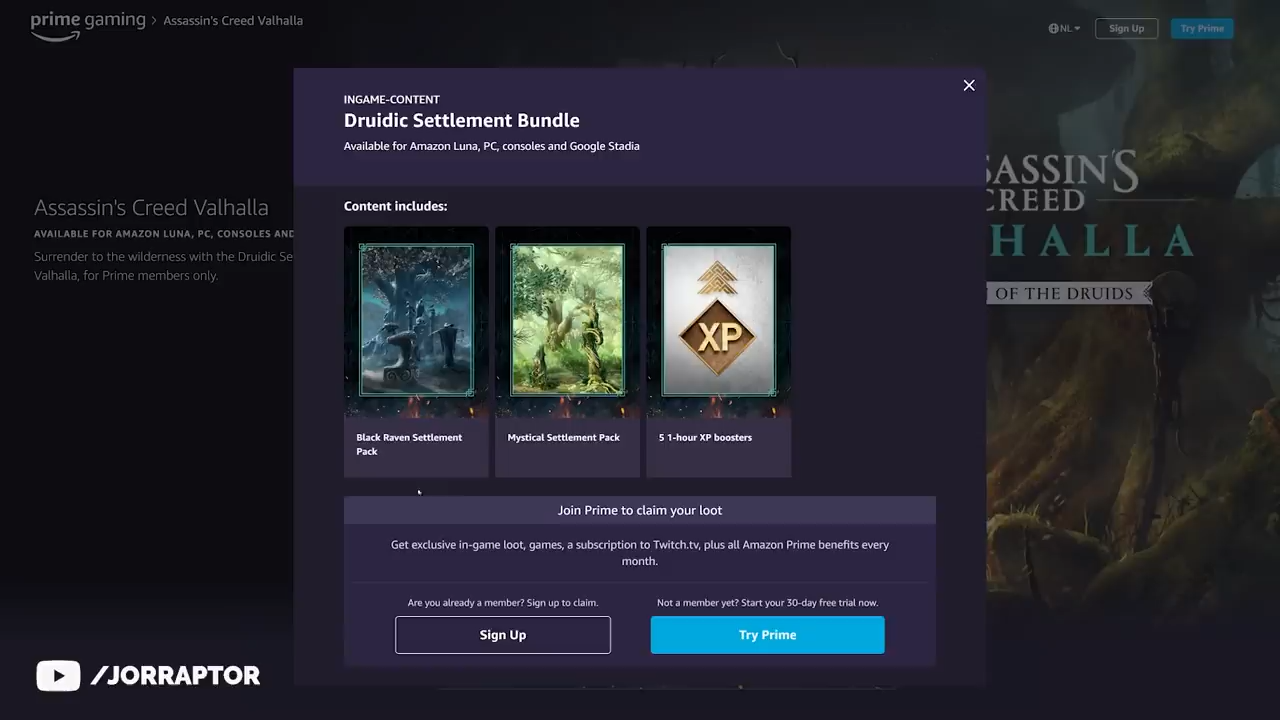 prime gaming > Assassin's Creed Valhalla
NL
Sign Up
Try Prime
INGAME-CONTENT
Druidic Settlement Bundle
Available for Amazon Luna, PC, consoles and Google Stadia
Assassin's Creed Valhalla
AVAILABLE FOR AMAZON LUNA, PC, CONSOLES AND
Surrender to the wilderness with the Druidic Se
Valhalla, for Prime members only.
Content includes:
XP
Black Raven Settlement
Pack
Mystical Settlement Pack
5 1-hour XP boosters
ASSASSIN'S
CREED
HALLA
OF THE DRUIDS
Join Prime to claim your loot
Get exclusive in-game loot, games, a subscription to Twitch.tv, plus all Amazon Prime benefits every
month.
Are you already a member? Sign up to claim.
Sign Up
Not a member yet? Start your 30-day free trial now.
Try Prime
/JORRAPTOR